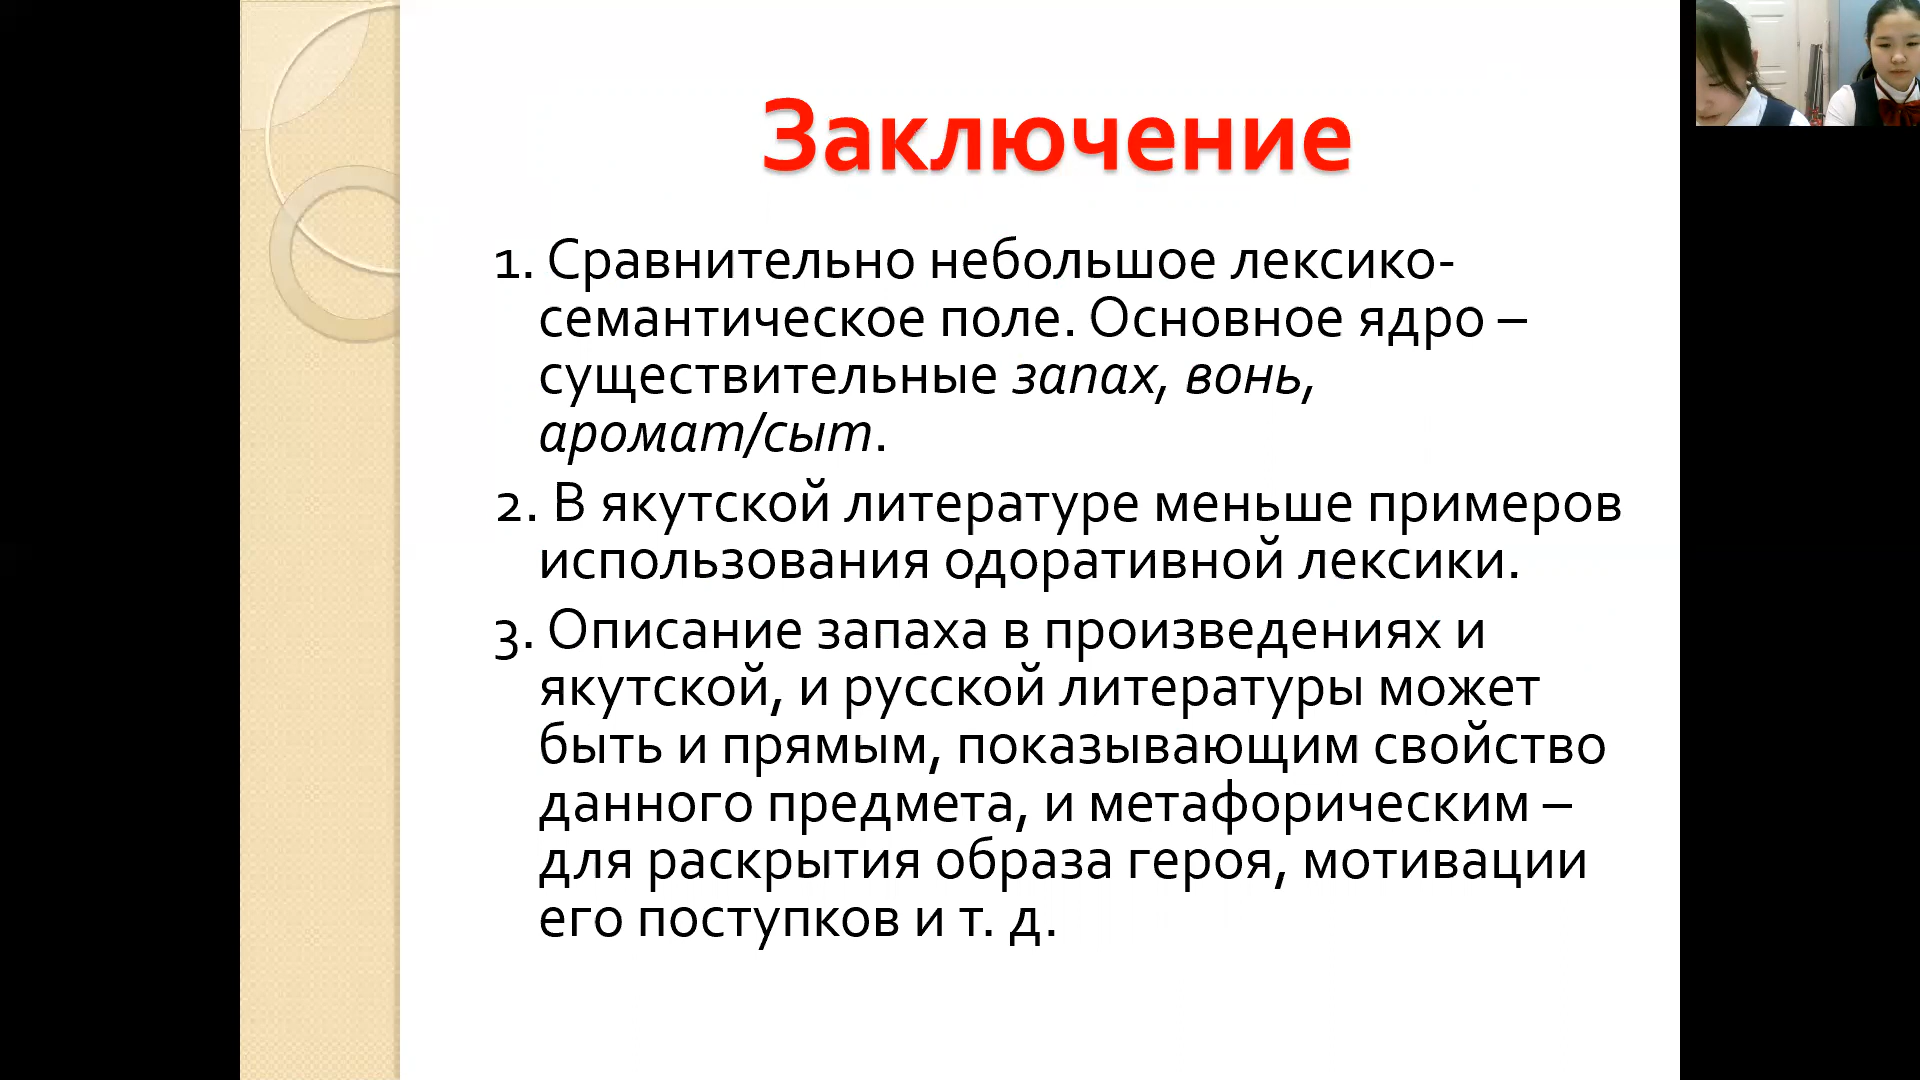 Заключение
1. Сравнительно небольшое лексико-
семантическое поле. Основное ядро –
существительные запах, вонь,
аромат/сыт.
2. В якутской литературе меньше примеров
использования одоративной лексики.
3. Описание запаха в произведениях и
якутской, и русской литературы может
быть и прямым, показывающим свойство
данного предмета, и метафорическим –
для раскрытия образа героя, мотивации
его поступков и т. д.